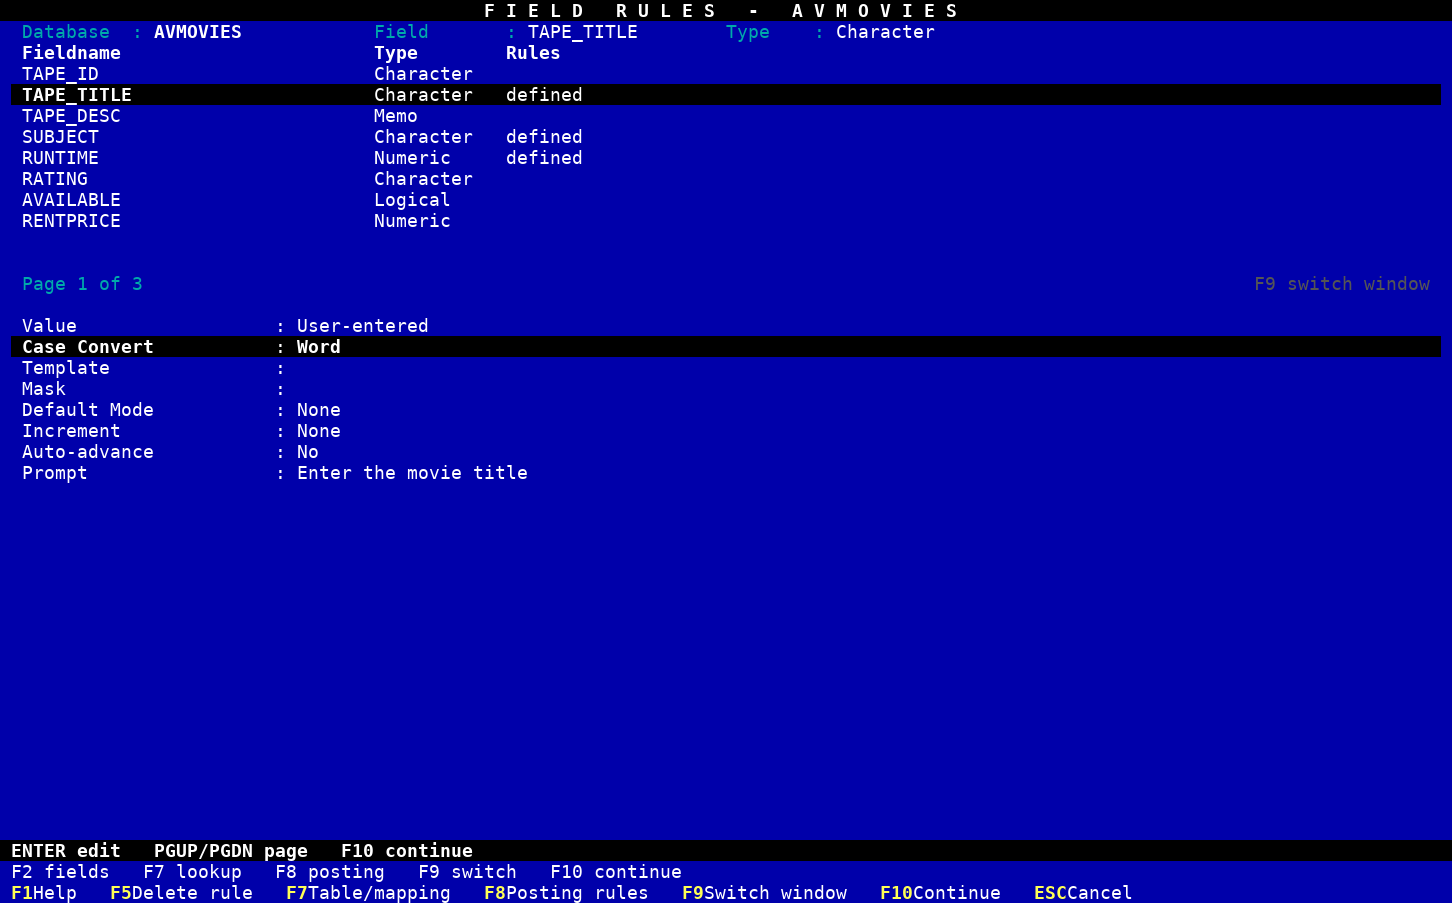 F I E L D   R U L E S   -   A V M O V I E S
Database  : AVMOVIES            Field       : TAPE_TITLE        Type    : Character
Fieldname                       Type        Rules
TAPE_ID                         Character
TAPE_TITLE                      Character   defined
TAPE_DESC                       Memo
SUBJECT                         Character   defined
RUNTIME                         Numeric     defined
RATING                          Character
AVAILABLE                       Logical
RENTPRICE                       Numeric
Page 1 of 3                     F9 switch window
Value                  : User-entered
Case Convert           : Word
Template               :
Mask                   :
Default Mode           : None
Increment              : None
Auto-advance           : No
Prompt                 : Enter the movie title
ENTER edit   PGUP/PGDN page   F10 continue
F2 fields   F7 lookup   F8 posting   F9 switch   F10 continue
F1Help   F5Delete rule   F7Table/mapping   F8Posting rules   F9Switch window   F10Continue   ESCCancel